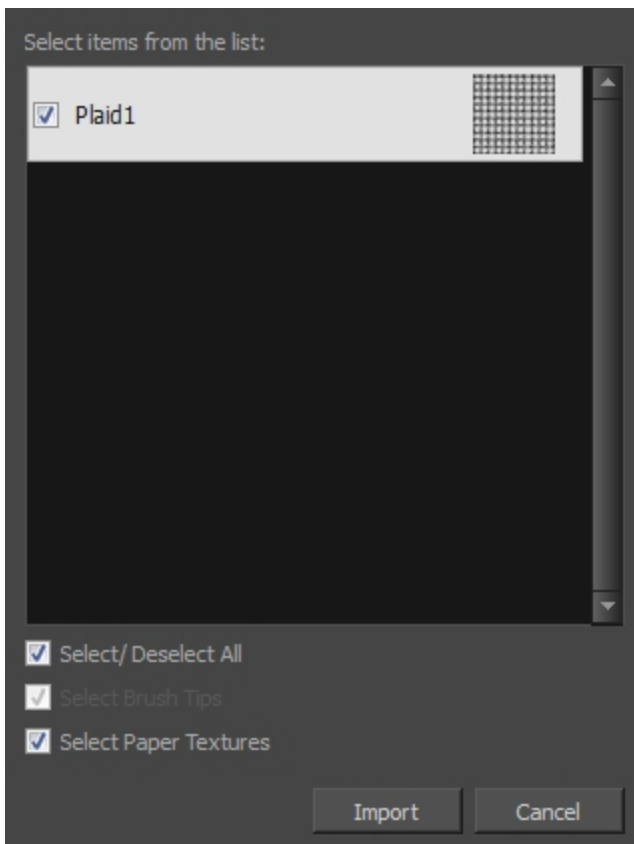 Select items from the list:
Plaid1
Select/ Deselect All
Select Brush Tips
Select Paper Textures
Import Cancel